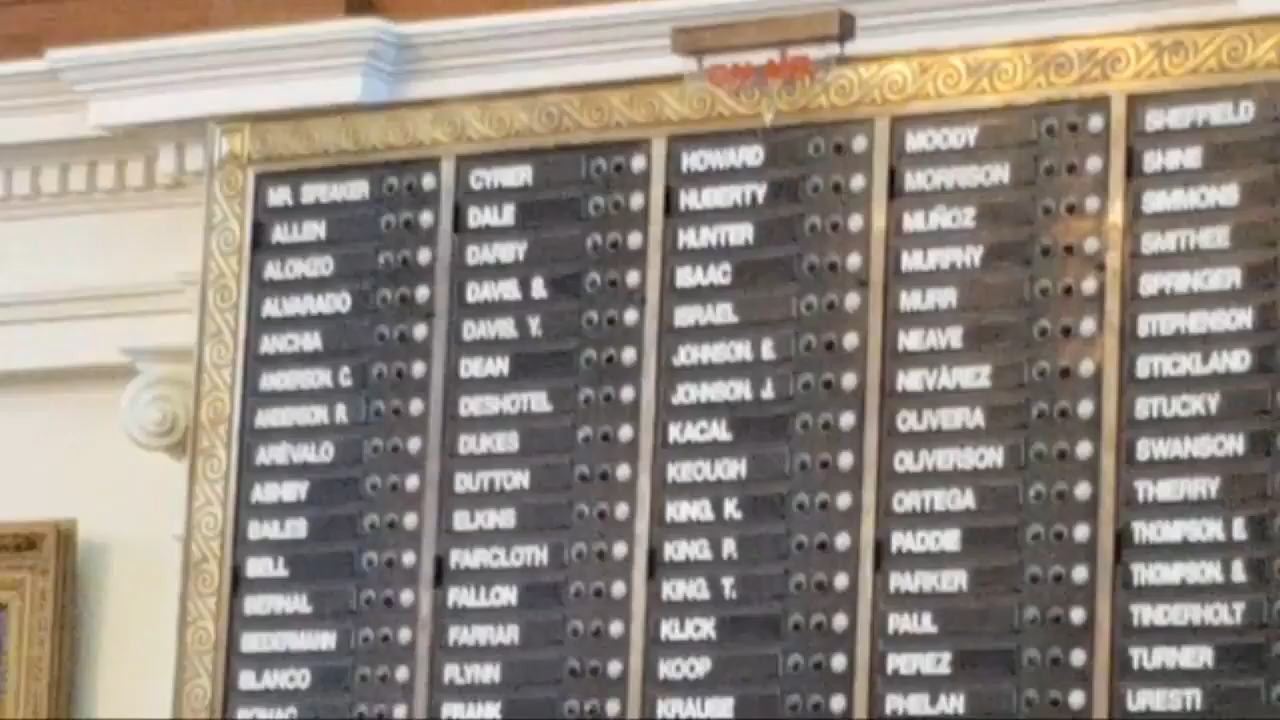 ON AIR
MR. SPEAKER
ALLEN
ALONZO
ALVARADO
ANCHIA
ANDERSON, C.
ANDERSON, R.
ARÉVALO
ASHBY
BAILES
BELL
BERNAL
BIEDERMANN
BLANCO
BOHAC
CYRIER
DALE
DARBY
DAVIS, S.
DAVIS, Y.
DEAN
DESHOTEL
DUKES
DUTTON
ELKINS
FAIRCLOTH
FALLON
FARRAR
FLYNN
FRANK
HOWARD
HUBERTY
HUNTER
ISAAC
ISRAEL
JOHNSON, E.
JOHNSON, J.
KACAL
KEOUGH
KING, K.
KING, P.
KING, T.
KLICK
KOOP
KRAUSE
MOODY
MORRISON
MUÑOZ
MURPHY
MURR
NEAVE
NEVÁREZ
OLIVEIRA
OLIVERSON
ORTEGA
PADDIE
PARKER
PAUL
PEREZ
PHELAN
SHEFFIELD
SHINE
SIMMONS
SMITHEE
SPRINGER
STEPHENSON
STICKLAND
STUCKY
SWANSON
THIERRY
THOMPSON, E.
THOMPSON, S.
TINDERHOLT
TURNER
URESTI